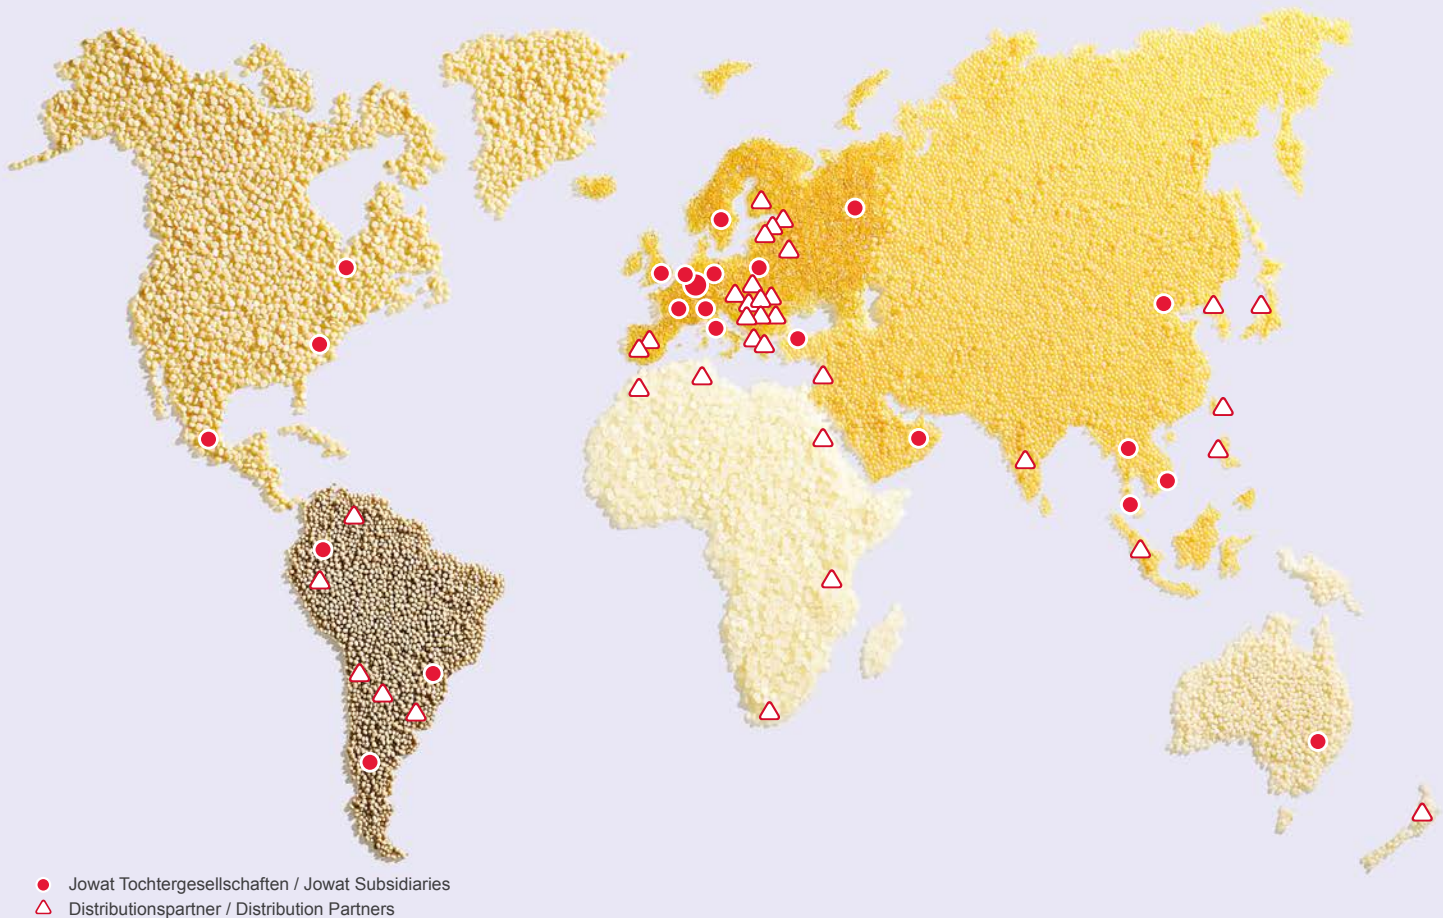 Jowat Tochtergesellschaften / Jowat Subsidiaries
Distributionspartner / Distribution Partners